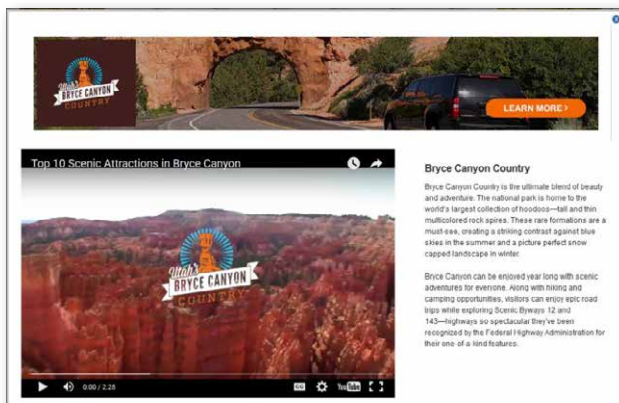 Utah's
BRYCE CANYON
COUNTRY
LEARN MORE >
Top 10 Scenic Attractions in Bryce Canyon
Utah's
BRYCE CANYON
COUNTRY
0:00 / 2:28
CC
YouTube
Bryce Canyon Country
Bryce Canyon Country is the ultimate blend of beauty
and adventure. The national park is home to the
world's largest collection of hoodoos—tall and thin
multicolored rock spires. These rare formations are a
must-see, creating a striking contrast against blue
skies in the summer and a picture perfect snow
capped landscape in winter.
Bryce Canyon can be enjoyed year long with scenic
adventures for everyone. Along with hiking and
camping opportunities, visitors can enjoy epic road
trips while exploring Scenic Byways 12 and
143—highways so spectacular they've been
recognized by the Federal Highway Administration for
their one-of-a-kind features.